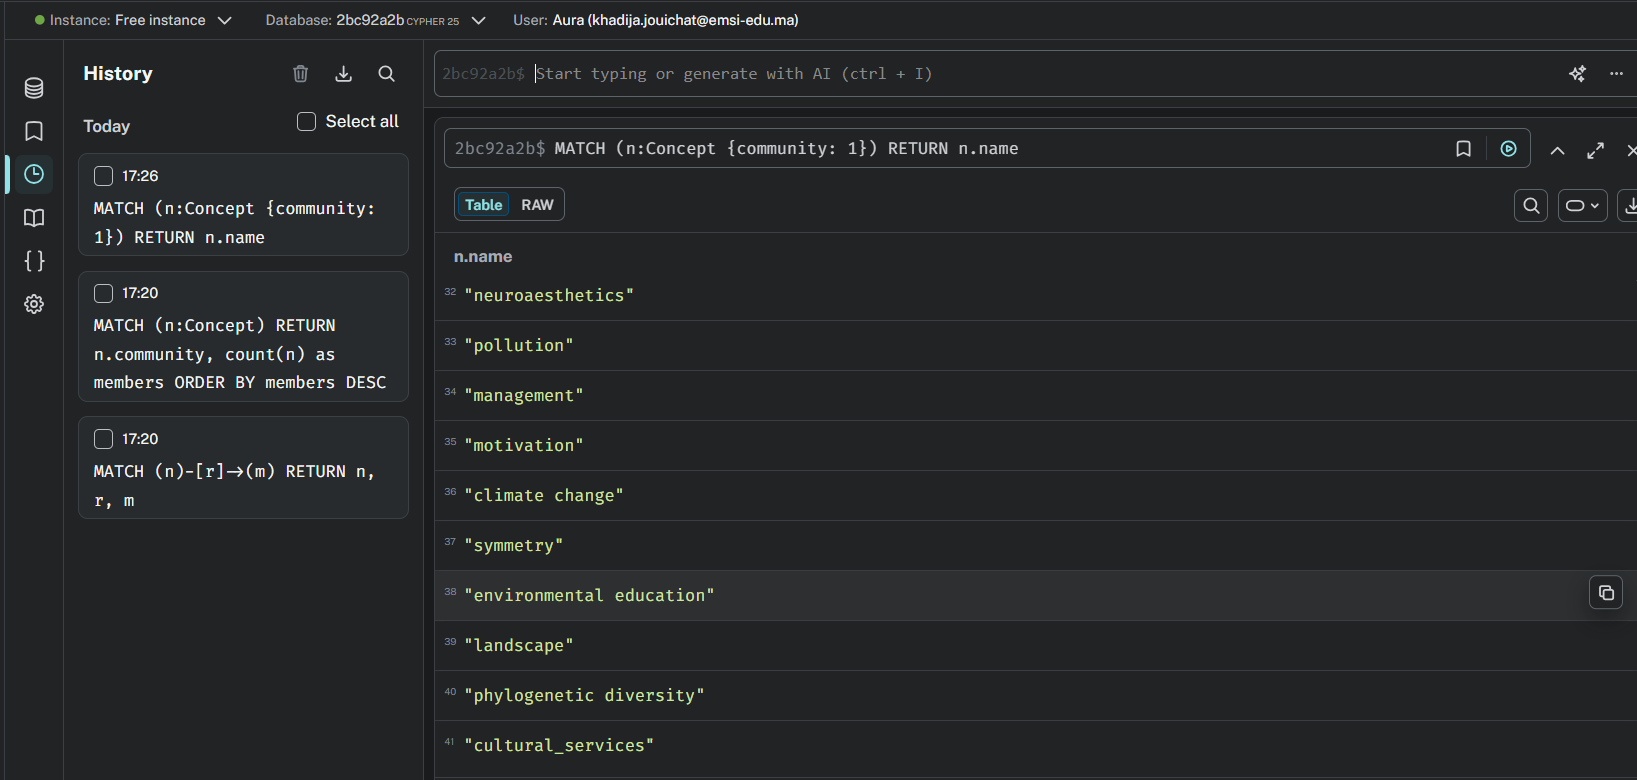 Instance: Free instance
Database: 2bc92a2b CYPHER 25
User: Aura (khadija.jouichat@emsi-edu.ma)
History
Today
Select all
17:26
MATCH (n:Concept {community:
1}) RETURN n.name
17:20
MATCH (n:Concept) RETURN
n.community, count(n) as
members ORDER BY members DESC
17:20
MATCH (n)-[r]→(m) RETURN n,
r, m
2bc92a2b$ Start typing or generate with AI (ctrl + I)
2bc92a2b$ MATCH (n:Concept {community: 1}) RETURN n.name
Table RAW
n.name
32 "neuroaesthetics"
33 "pollution"
34 "management"
35 "motivation"
36 "climate change"
37 "symmetry"
38 "environmental education"
39 "landscape"
40 "phylogenetic diversity"
41 "cultural_services"